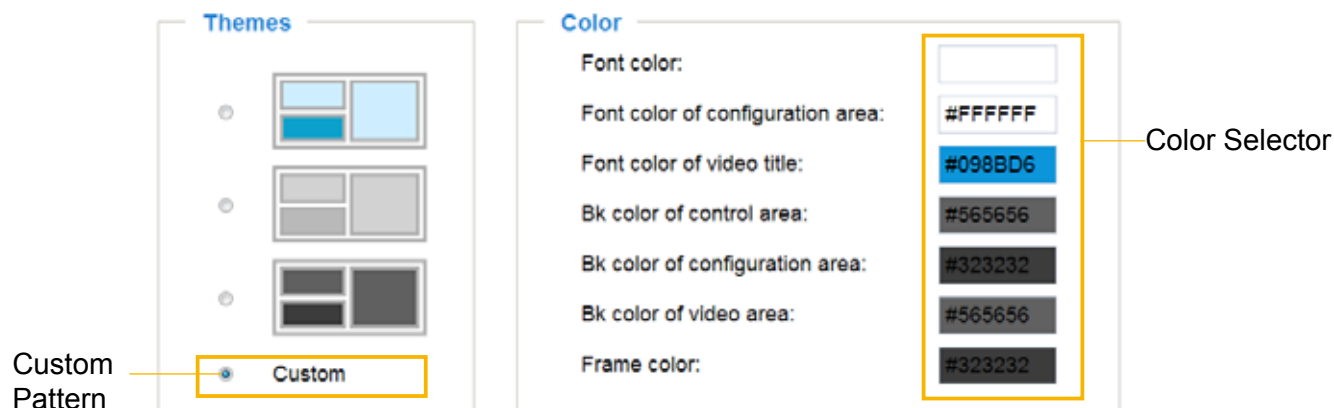 Themes
Custom
Custom
Pattern
Color
Font color:
Font color of configuration area: #FFFFFF
Font color of video title: #098BD6
Bk color of control area: #565656
Bk color of configuration area: #323232
Bk color of video area: #565656
Frame color: #323232
Color Selector